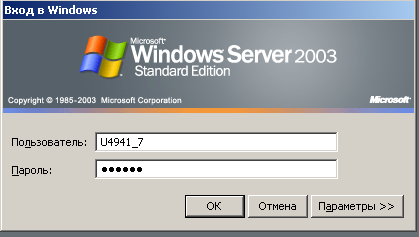 Вход в Windows
Microsoft
Windows Server 2003
Standard Edition
Copyright © 1985-2003 Microsoft Corporation
Microsoft
Пользователь: U4941_7
Пароль: ●●●●●●
ОК Отмена Параметры >>